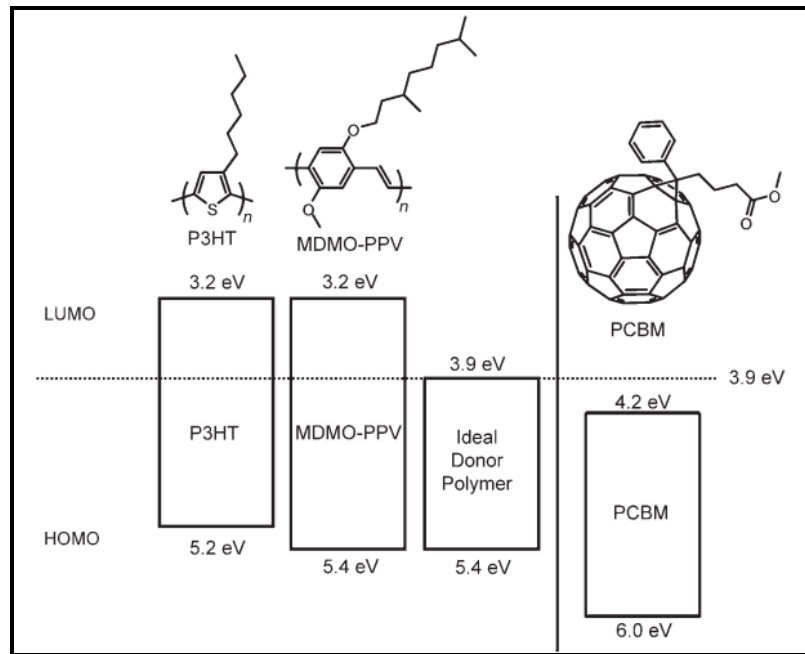 O
O
S
n
n
P3HT
MDMO-PPV
O
O
PCBM
3.2 eV
3.2 eV
LUMO
3.9 eV
3.9 eV
4.2 eV
P3HT
MDMO-PPV
Ideal
Donor
Polymer
PCBM
HOMO
5.2 eV
5.4 eV
5.4 eV
6.0 eV